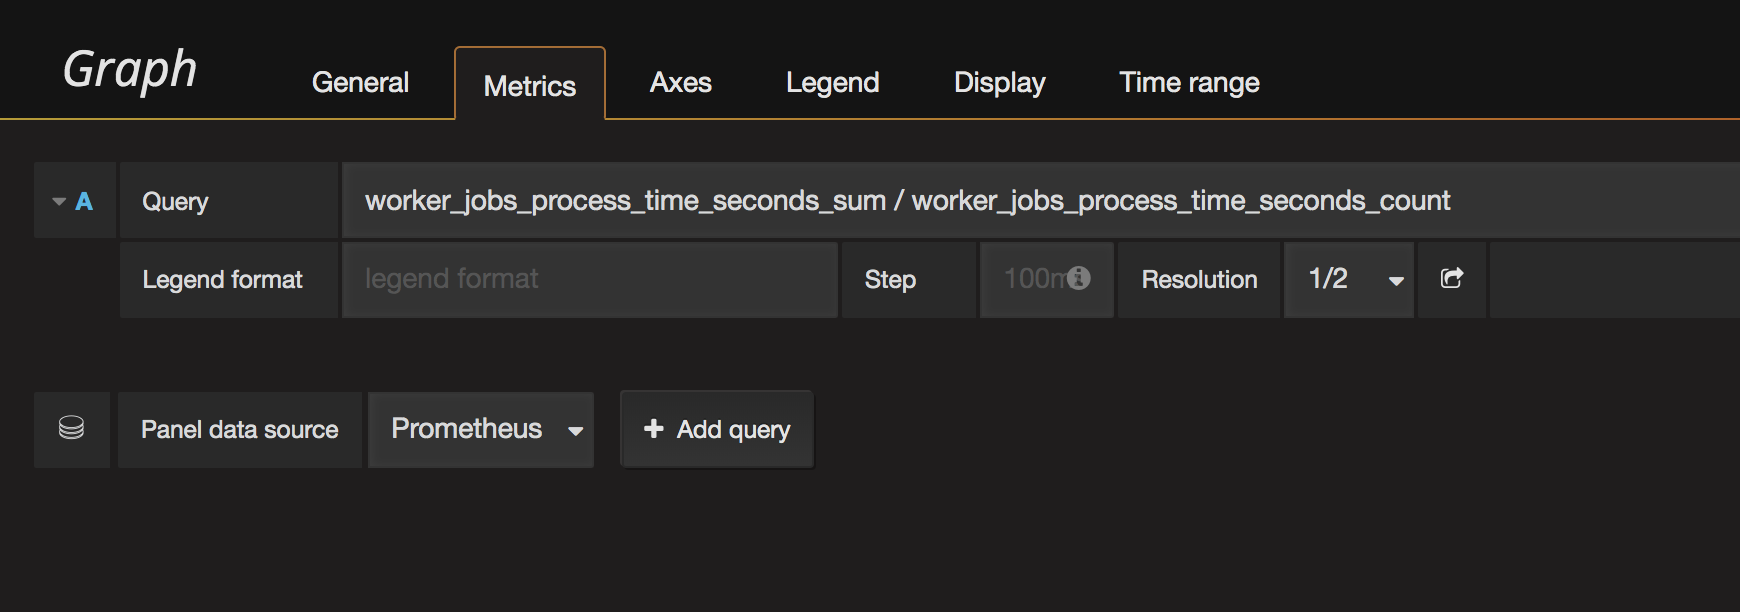 Graph General Metrics Axes Legend Display Time range
A Query worker_jobs_process_time_seconds_sum / worker_jobs_process_time_seconds_count
Legend format legend format Step 100m Resolution 1/2
Panel data source Prometheus + Add query